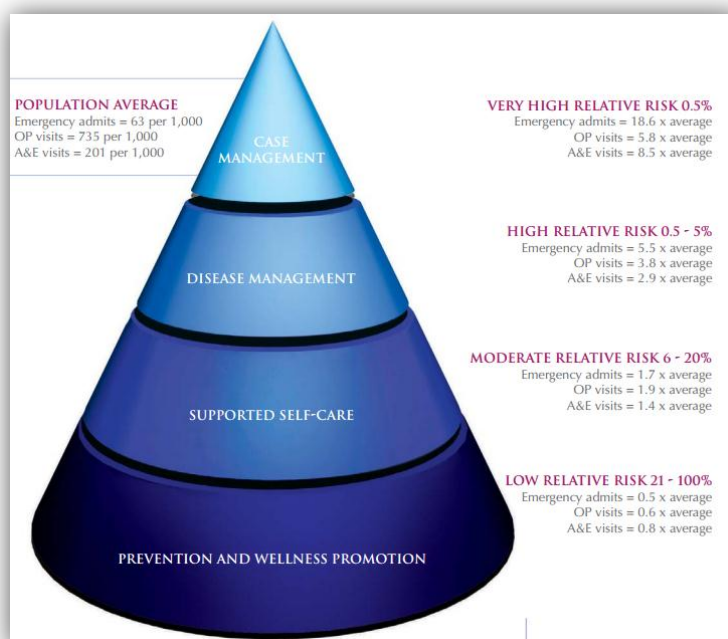 POPULATION AVERAGE
Emergency admits = 63 per 1,000
OP visits = 735 per 1,000
A&E visits = 201 per 1,000
CASE
MANAGEMENT
VERY HIGH RELATIVE RISK 0.5%
Emergency admits = 18.6 x average
OP visits = 5.8 x average
A&E visits = 8.5 x average
DISEASE MANAGEMENT
HIGH RELATIVE RISK 0.5 - 5%
Emergency admits = 5.5 x average
OP visits = 3.8 x average
A&E visits = 2.9 x average
SUPPORTED SELF-CARE
MODERATE RELATIVE RISK 6 - 20%
Emergency admits = 1.7 x average
OP visits = 1.9 x average
A&E visits = 1.4 x average
PREVENTION AND WELLNESS PROMOTION
LOW RELATIVE RISK 21 - 100%
Emergency admits = 0.5 x average
OP visits = 0.6 x average
A&E visits = 0.8 x average